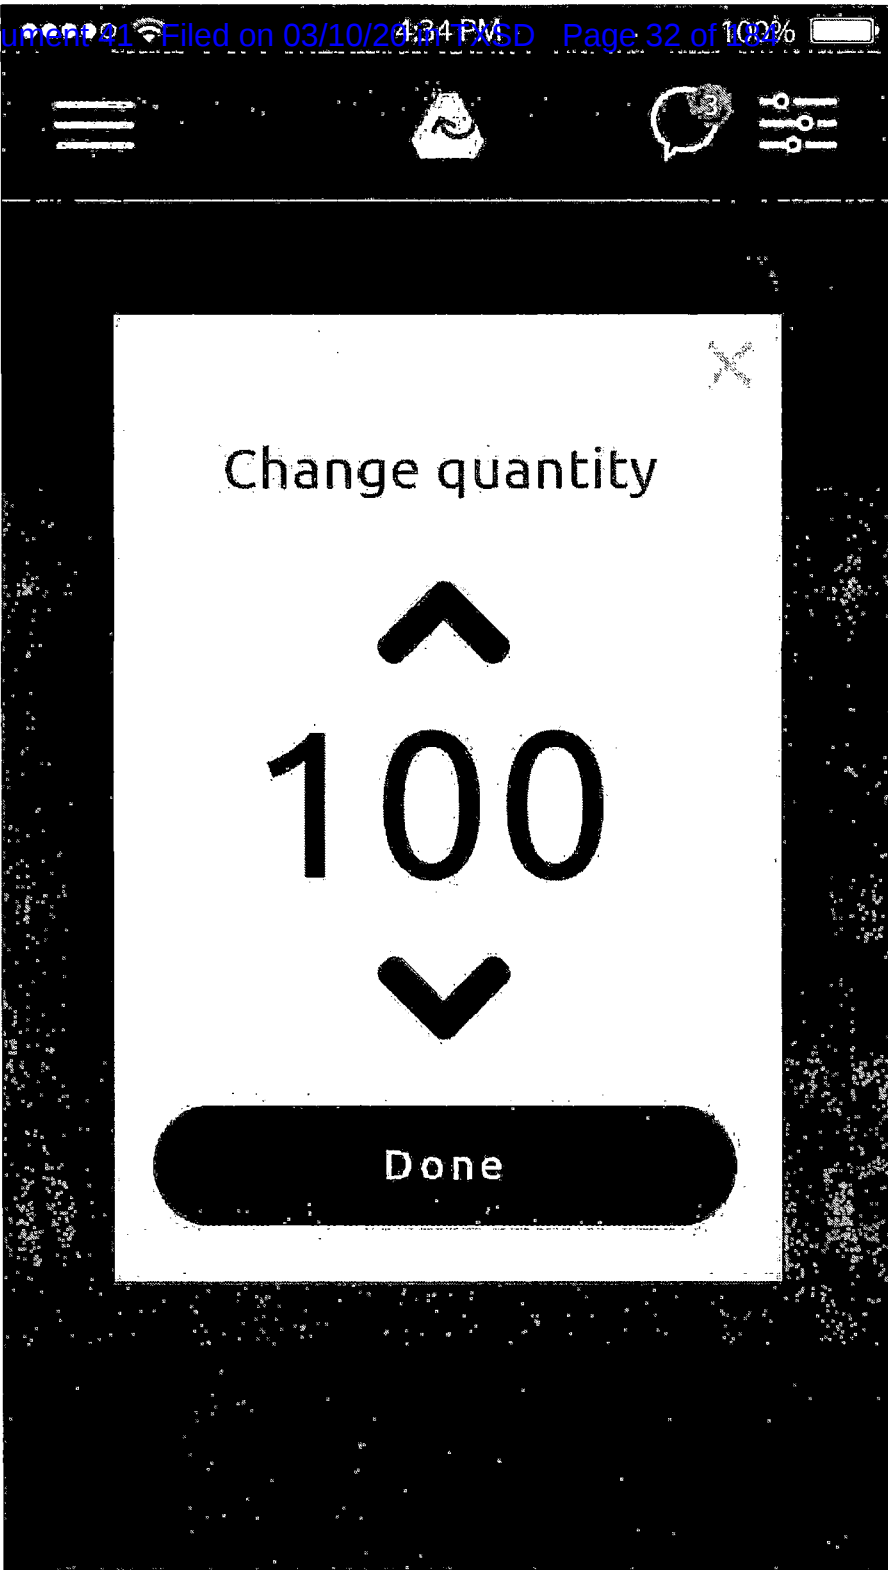 ument 41 Filed on 03/10/20 in TXSD Page 32 of 184
4:34 PM 100%
3
Change quantity
100
Done